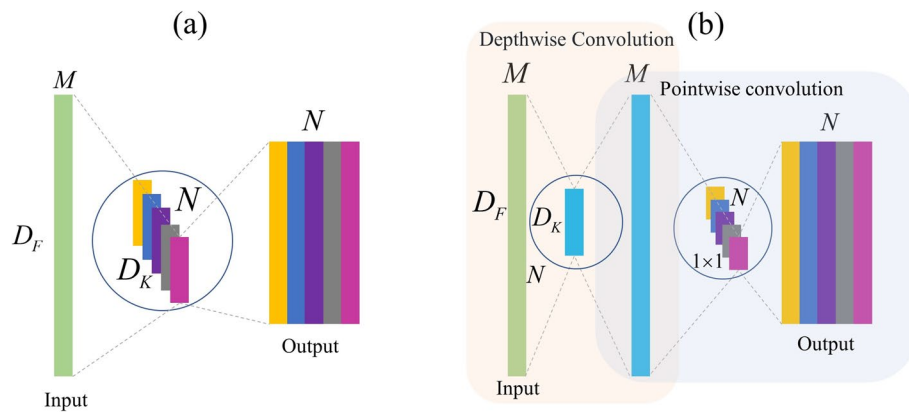 (a)
M
N
N
D_F
D_K
Output
Input
(b)
Depthwise Convolution
M
M
Pointwise convolution
N
N
D_F
D_K
1×1
N
Output
Input